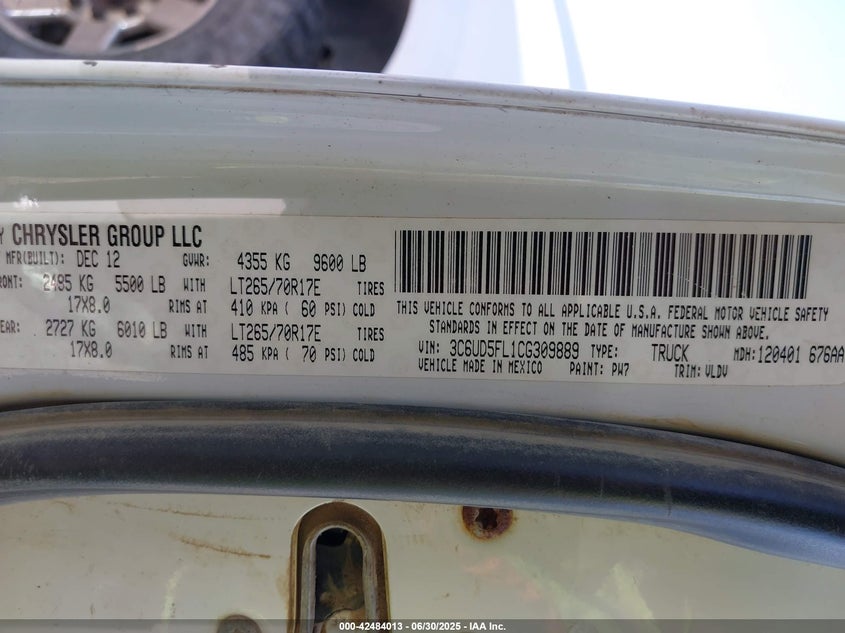 CHRYSLER GROUP LLC
MFR(BUILT): DEC 12 GVWR: 4355 KG 9600 LB
RONT: 2495 KG 5500 LB WITH LT265/70R17E TIRES
17X8.0 RIMS AT 410 KPA ( 60 PSI) COLD
EAR: 2727 KG 6010 LB WITH LT265/70R17E TIRES
17X8.0 RIMS AT 485 KPA ( 70 PSI) COLD
THIS VEHICLE CONFORMS TO ALL APPLICABLE U.S.A. FEDERAL MOTOR VEHICLE SAFETY
STANDARDS IN EFFECT ON THE DATE OF MANUFACTURE SHOWN ABOVE.
VIN: 3C6UD5FL1CG309889 TYPE: TRUCK MDH: 120401 676AA
VEHICLE MADE IN MEXICO PAINT: PW7 TRIM: VLDV
000-42484013 - 06/30/2025 - IAA Inc.